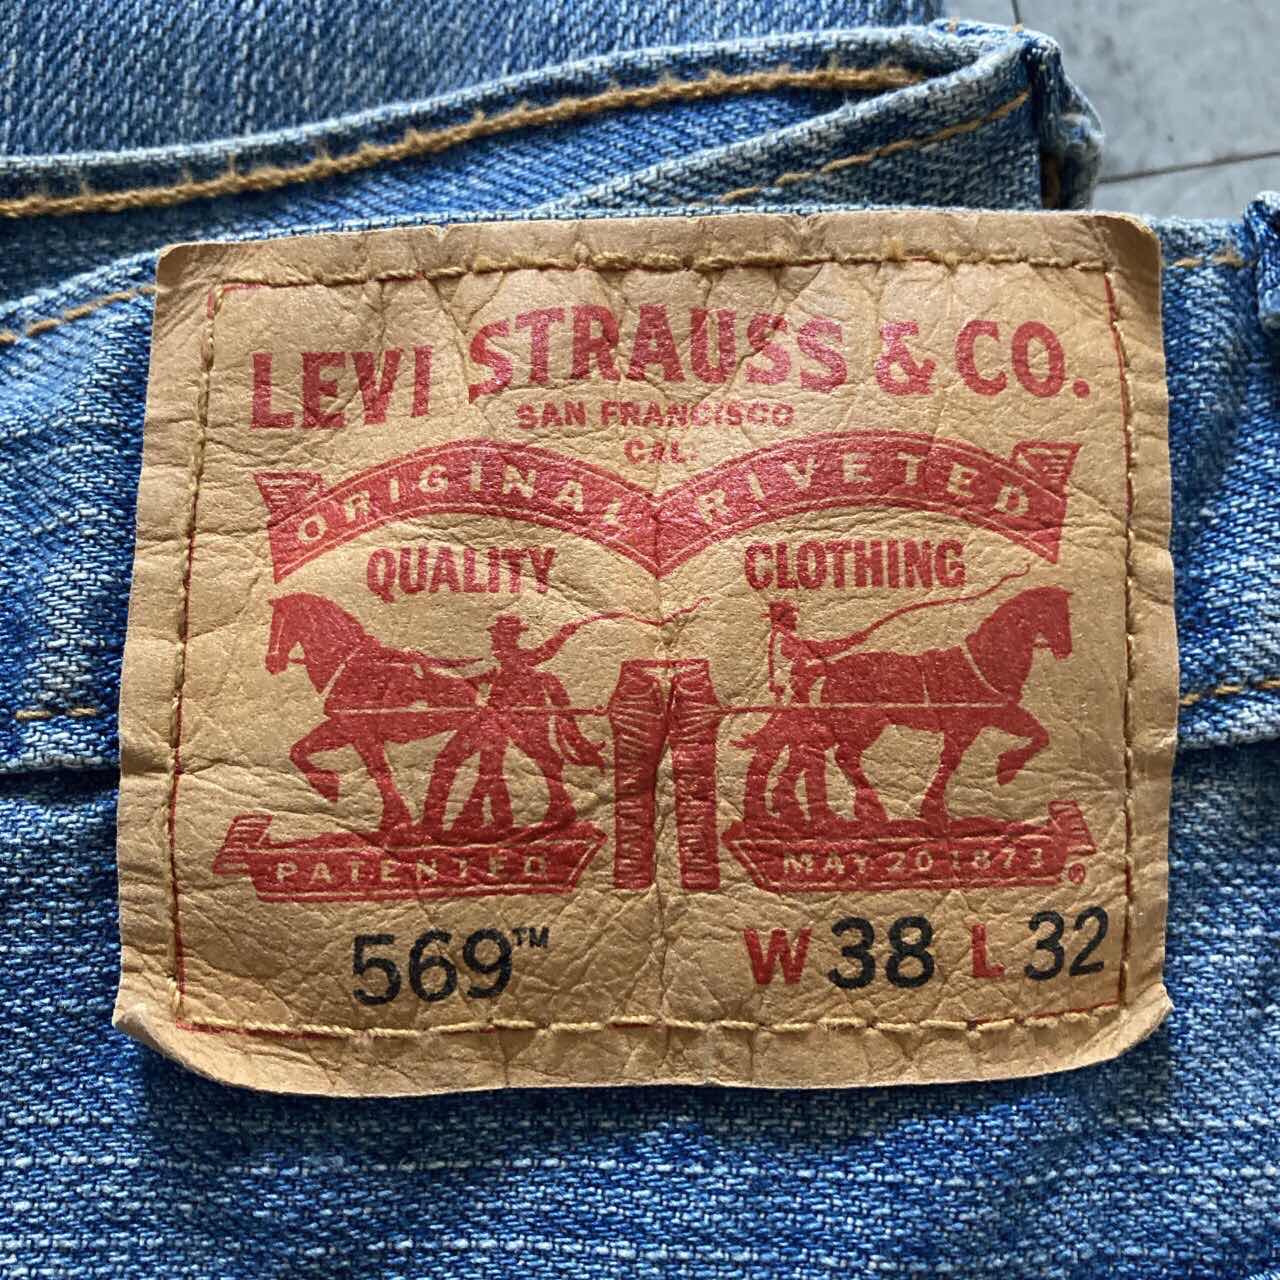 LEVI STRAUSS & CO.
SAN FRANCISCO
CAL.
ORIGINAL RIVETED
QUALITY CLOTHING
PATENTED MAY 20 1873 ®
569™ W 38 L 32